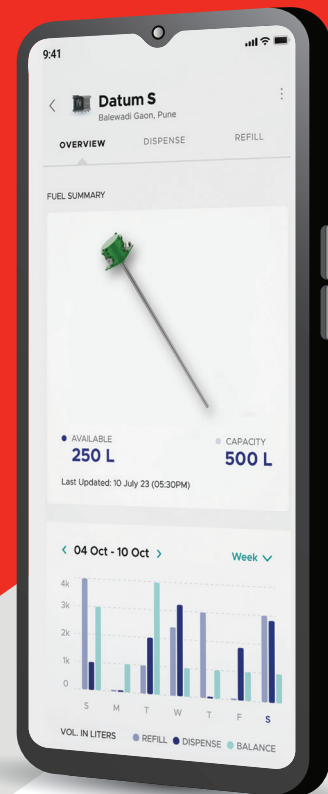 9:41
Datum S
Balewadi Gaon, Pune
OVERVIEW DISPENSE REFILL
FUEL SUMMARY
AVAILABLE CAPACITY
250 L 500 L
Last Updated: 10 July 23 (05:30PM)
04 Oct - 10 Oct Week
4k
3k
2k
1k
0
S M T W T F S
VOL. IN LITERS REFILL DISPENSE BALANCE